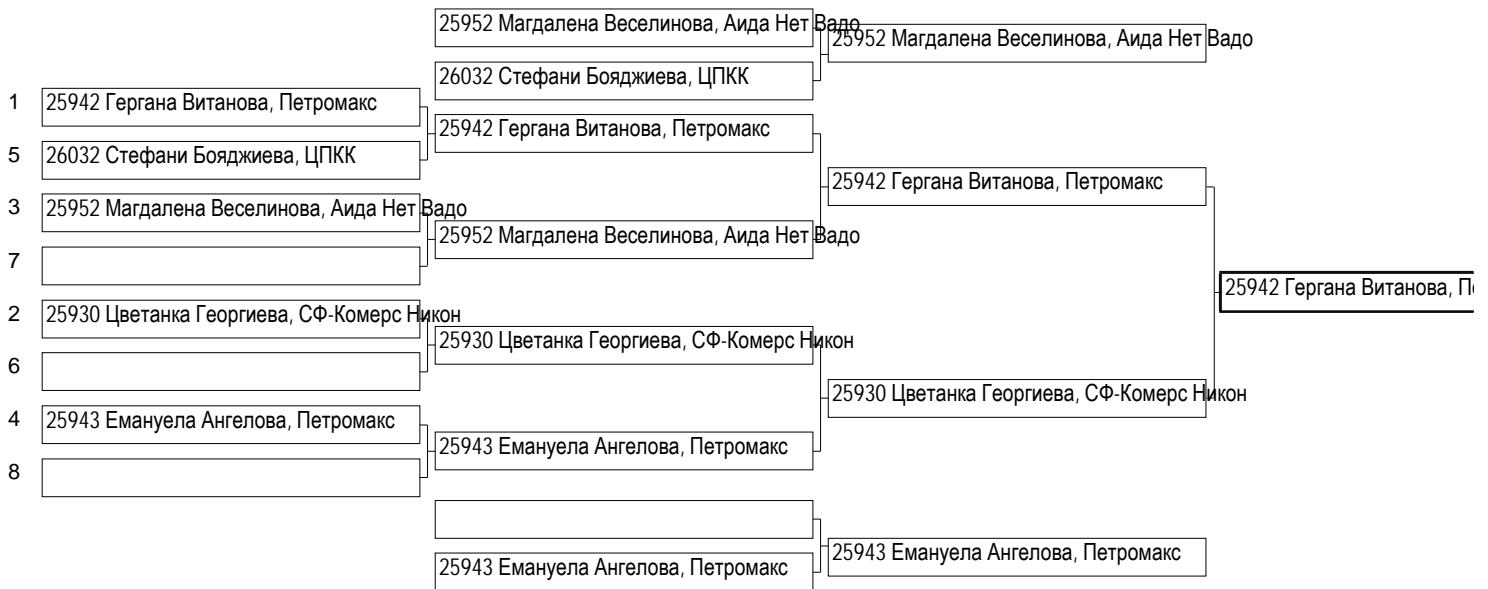 25952 Магдалена Веселинова, Аида Нет Вадо
25952 Магдалена Веселинова, Аида Нет Вадо
26032 Стефани Бояджиева, ЦПКК
1 25942 Гергана Витанова, Петромакс
25942 Гергана Витанова, Петромакс
5 26032 Стефани Бояджиева, ЦПКК
25942 Гергана Витанова, Петромакс
3 25952 Магдалена Веселинова, Аида Нет Вадо
25952 Магдалена Веселинова, Аида Нет Вадо
7
25942 Гергана Витанова, П
2 25930 Цветанка Георгиева, СФ-Комерс Никон
25930 Цветанка Георгиева, СФ-Комерс Никон
6
25930 Цветанка Георгиева, СФ-Комерс Никон
4 25943 Емануела Ангелова, Петромакс
25943 Емануела Ангелова, Петромакс
8
25943 Емануела Ангелова, Петромакс
25943 Емануела Ангелова, Петромакс